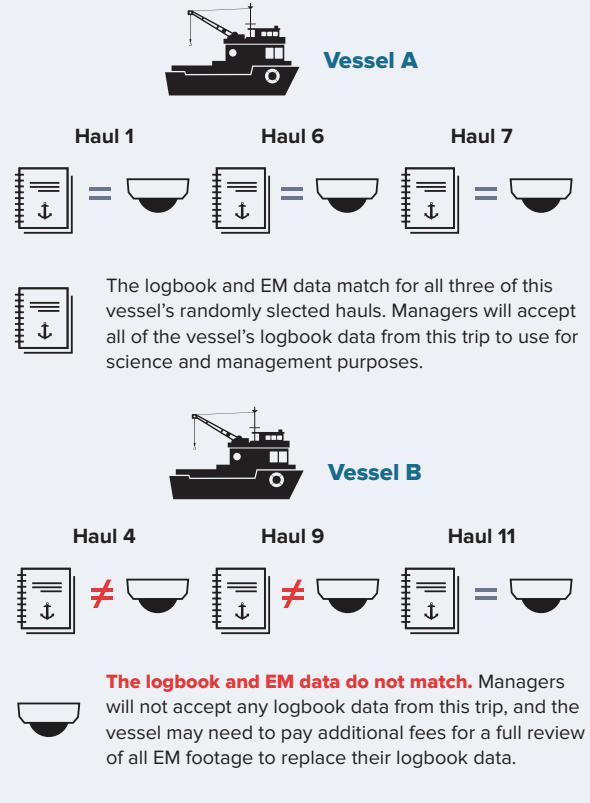 Vessel A
Haul 1 Haul 6 Haul 7
= = =
The logbook and EM data match for all three of this
vessel's randomly slected hauls. Managers will accept
all of the vessel's logbook data from this trip to use for
science and management purposes.
Vessel B
Haul 4 Haul 9 Haul 11
≠ ≠ =
The logbook and EM data do not match. Managers
will not accept any logbook data from this trip, and the
vessel may need to pay additional fees for a full review
of all EM footage to replace their logbook data.